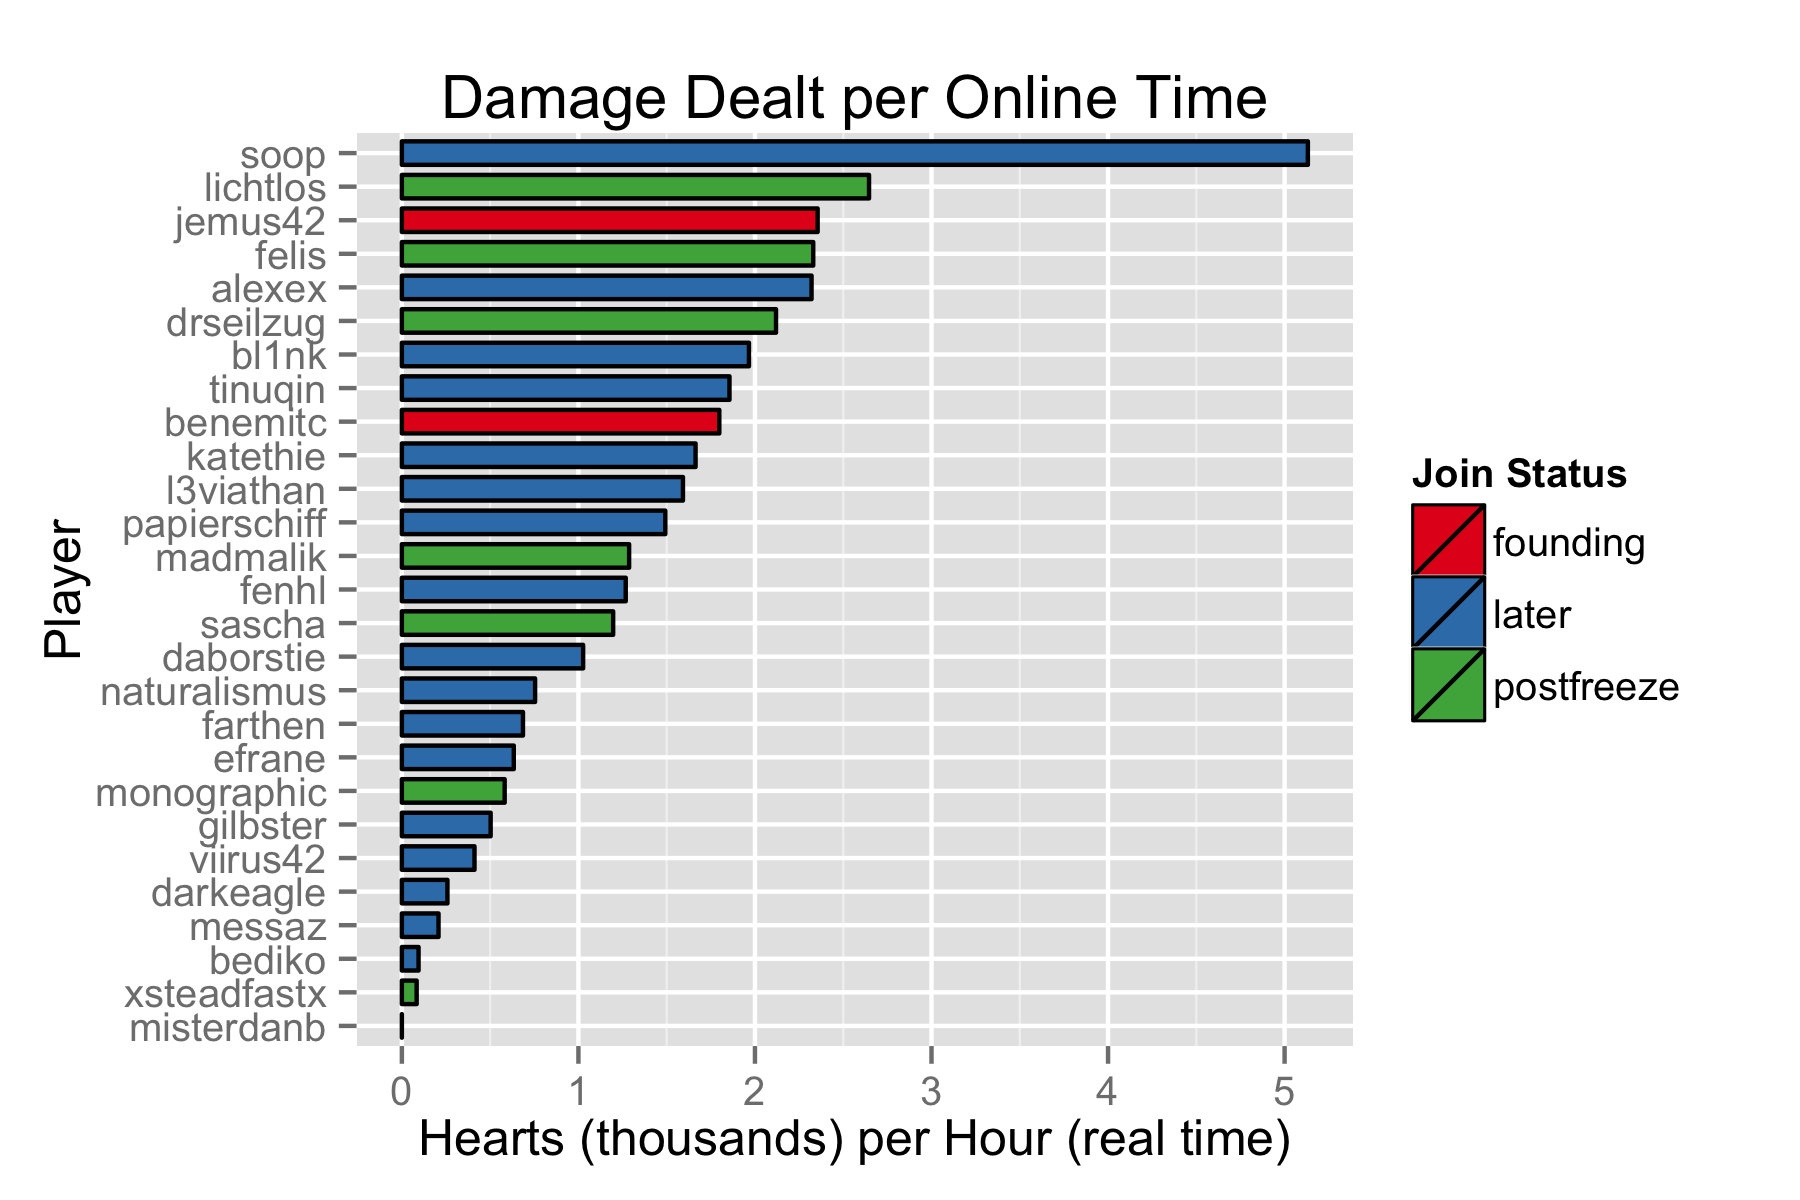 Damage Dealt per Online Time
Player
soop
lichtlos
jemus42
felis
alexex
drseilzug
bl1nk
tinuqin
benemitc
katethie
l3viathan
papierschiff
madmalik
fenhl
sascha
daborstie
naturalismus
farthen
efrane
monographic
gilbster
viirus42
darkeagle
messaz
bediko
xsteadfastx
misterdanb
0 1 2 3 4 5
Hearts (thousands) per Hour (real time)
Join Status
founding
later
postfreeze